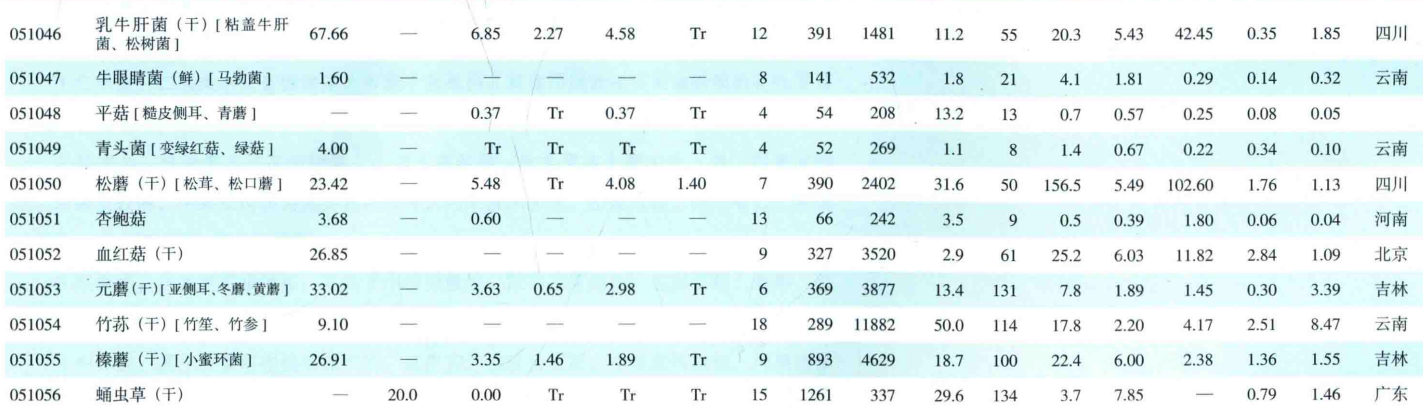 051046 乳牛肝菌（干）[ 粘盖牛肝菌、松树菌 ] 67.66 — 6.85 2.27 4.58 Tr 12 391 1481 11.2 55 20.3 5.43 42.45 0.35 1.85 四川
051047 牛眼睛菌（鲜）[ 马勃菌 ] 1.60 8 141 532 1.8 21 4.1 1.81 0.29 0.14 0.32 云南
051048 平菇 [ 糙皮侧耳、青蘑 ] — — 0.37 Tr 0.37 Tr 4 54 208 13.2 13 0.7 0.57 0.25 0.08 0.05
051049 青头菌 [ 变绿红菇、绿菇 ] 4.00 — Tr Tr Tr Tr 4 52 269 1.1 8 1.4 0.67 0.22 0.34 0.10 云南
051050 松蘑（干）[ 松茸、松口蘑 ] 23.42 — 5.48 Tr 4.08 1.40 7 390 2402 31.6 50 156.5 5.49 102.60 1.76 1.13 四川
051051 杏鲍菇 3.68 — 0.60 — — — 13 66 242 3.5 9 0.5 0.39 1.80 0.06 0.04 河南
051052 血红菇（干） 26.85 — — — — — 9 327 3520 2.9 61 25.2 6.03 11.82 2.84 1.09 北京
051053 元蘑（干）[ 亚侧耳、冬蘑、黄蘑 ] 33.02 — 3.63 0.65 2.98 Tr 6 369 3877 13.4 131 7.8 1.89 1.45 0.30 3.39 吉林
051054 竹荪（干）[ 竹笙、竹参 ] 9.10 — — — — — 18 289 11882 50.0 114 17.8 2.20 4.17 2.51 8.47 云南
051055 榛蘑（干）[ 小蜜环菌 ] 26.91 — 3.35 1.46 1.89 Tr 9 893 4629 18.7 100 22.4 6.00 2.38 1.36 1.55 吉林
051056 蛹虫草（干） — 20.0 0.00 Tr Tr Tr 15 1261 337 29.6 134 3.7 7.85 — 0.79 1.46 广东